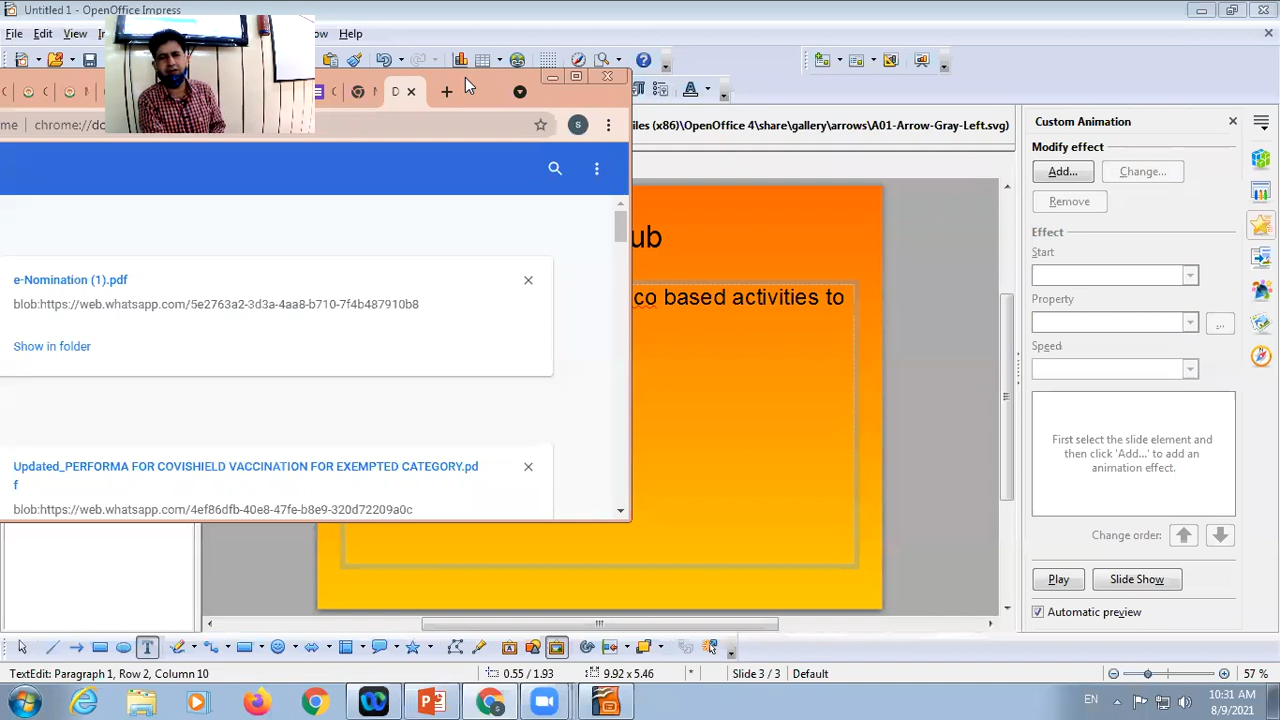 Untitled 1 - OpenOffice Impress
File Edit View Help
D
me chrome://do
S
iles (x86)\OpenOffice 4\share\gallery\arrows\A01-Arrow-Gray-Left.svg)
e-Nomination (1).pdf
blob:https://web.whatsapp.com/5e2763a2-3d3a-4aa8-b710-7f4b487910b8
Show in folder
Updated_PERFORMA FOR COVISHIELD VACCINATION FOR EXEMPTED CATEGORY.pd
f
blob:https://web.whatsapp.com/4ef86dfb-40e8-47fe-b8e9-320d72209a0c
ub
co based activities to
Custom Animation
Modify effect
Add...
Change...
Remove
Effect
Start
Property
...
Speed
First select the slide element and
then click 'Add...' to add an
animation effect.
Change order:
Play
Slide Show
Automatic preview
TextEdit: Paragraph 1, Row 2, Column 10
0.55 / 1.93
9.92 x 5.46
*
Slide 3 / 3
Default
57 %
EN
10:31 AM
8/9/2021